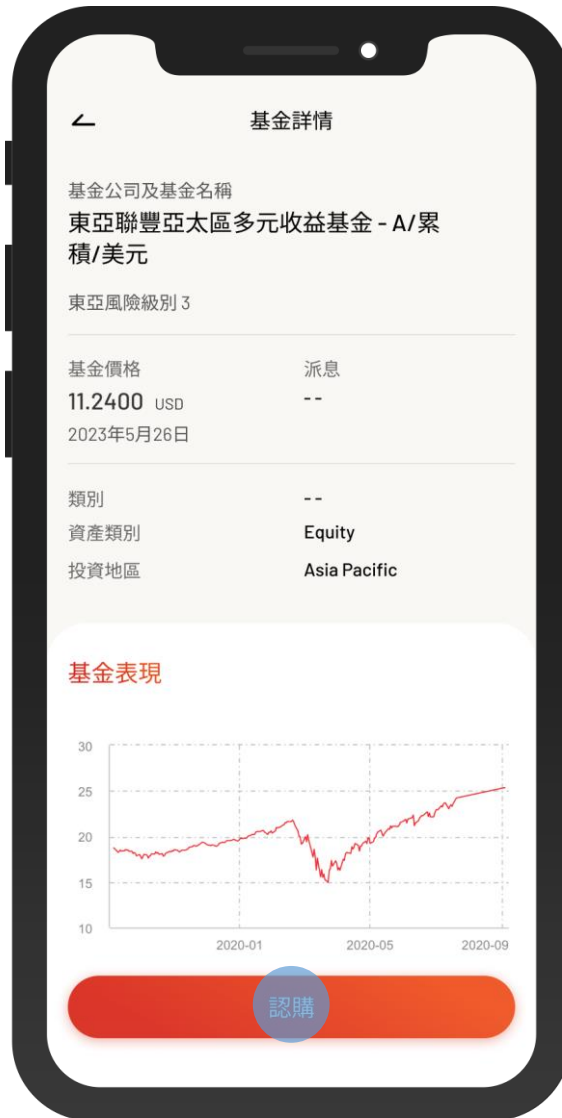 基金詳情
基金公司及基金名稱
東亞聯豐亞太區多元收益基金 - A/累
積/美元
東亞風險級別 3
基金價格 派息
11.2400 USD --
2023年5月26日
類別 --
資產類別 Equity
投資地區 Asia Pacific
基金表現
30
25
20
15
10
2020-01 2020-05 2020-09
認購